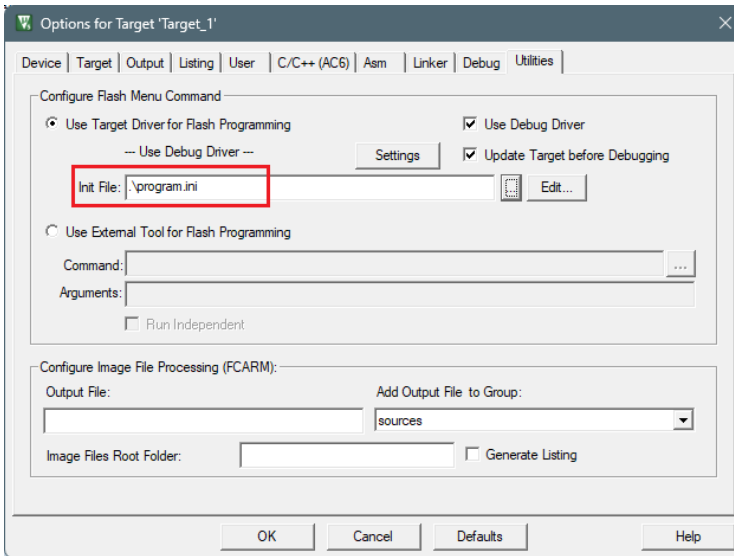 Options for Target 'Target_1'
Device Target Output Listing User C/C++ (AC6) Asm Linker Debug Utilities
Configure Flash Menu Command
Use Target Driver for Flash Programming Use Debug Driver
--- Use Debug Driver --- Settings Update Target before Debugging
Init File: .\program.ini ... Edit...
Use External Tool for Flash Programming
Command: ...
Arguments:
Run Independent
Configure Image File Processing (FCARM):
Output File: Add Output File to Group:
sources
Image Files Root Folder: Generate Listing
OK Cancel Defaults Help